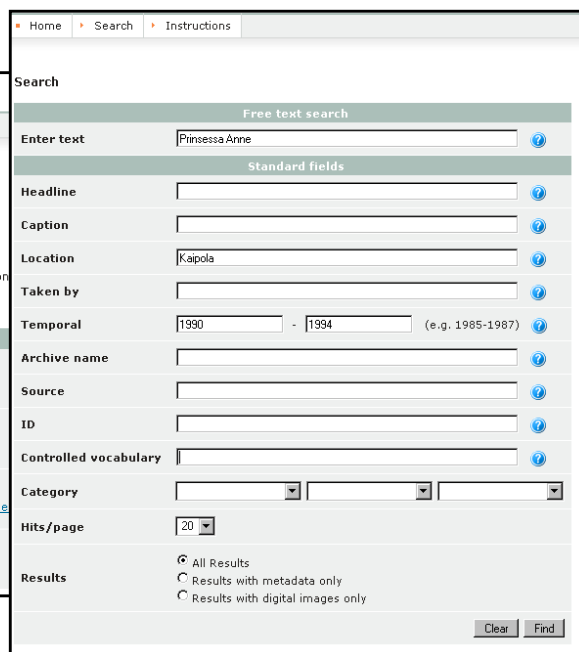 Home Search Instructions
Search
Free text search
Enter text Prinsessa Anne
Standard fields
Headline
Caption
Location Kaipola
Taken by
Temporal 1990 - 1994 (e.g. 1985-1987)
Archive name
Source
ID
Controlled vocabulary
Category
Hits/page 20
All Results
Results Results with metadata only
Results with digital images only
Clear Find